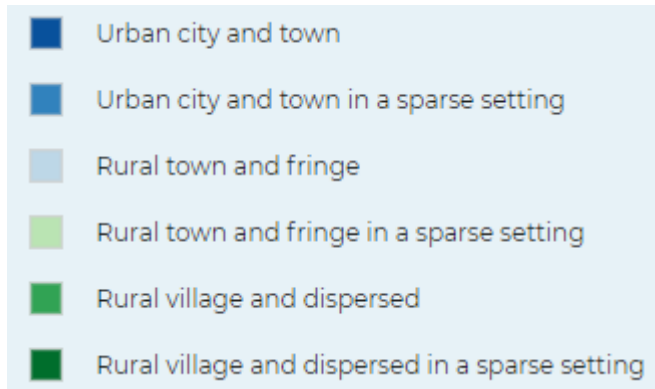 Urban city and town
Urban city and town in a sparse setting
Rural town and fringe
Rural town and fringe in a sparse setting
Rural village and dispersed
Rural village and dispersed in a sparse setting